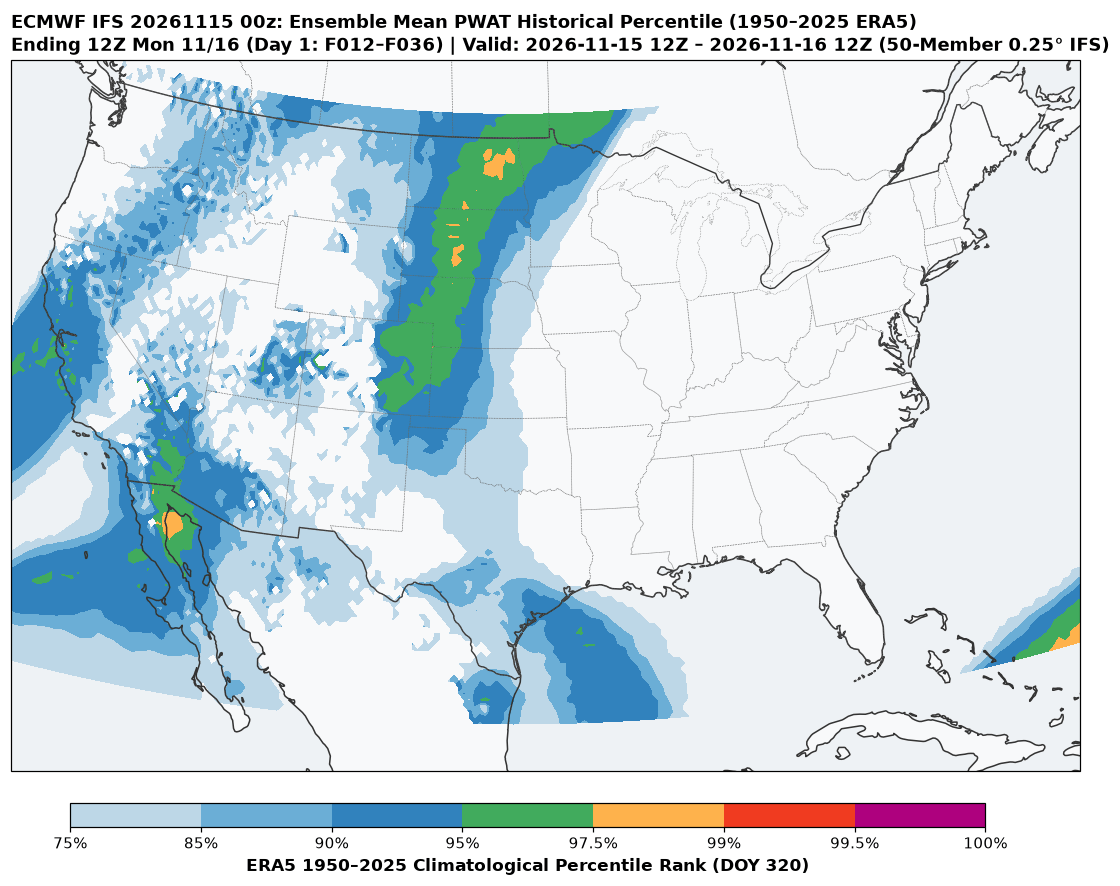 ECMWF IFS 20261115 00z: Ensemble Mean PWAT Historical Percentile (1950–2025 ERA5)
Ending 12Z Mon 11/16 (Day 1: F012–F036) | Valid: 2026-11-15 12Z – 2026-11-16 12Z (50-Member 0.25° IFS)
75% 85% 90% 95% 97.5% 99% 99.5% 100%
ERA5 1950–2025 Climatological Percentile Rank (DOY 320)